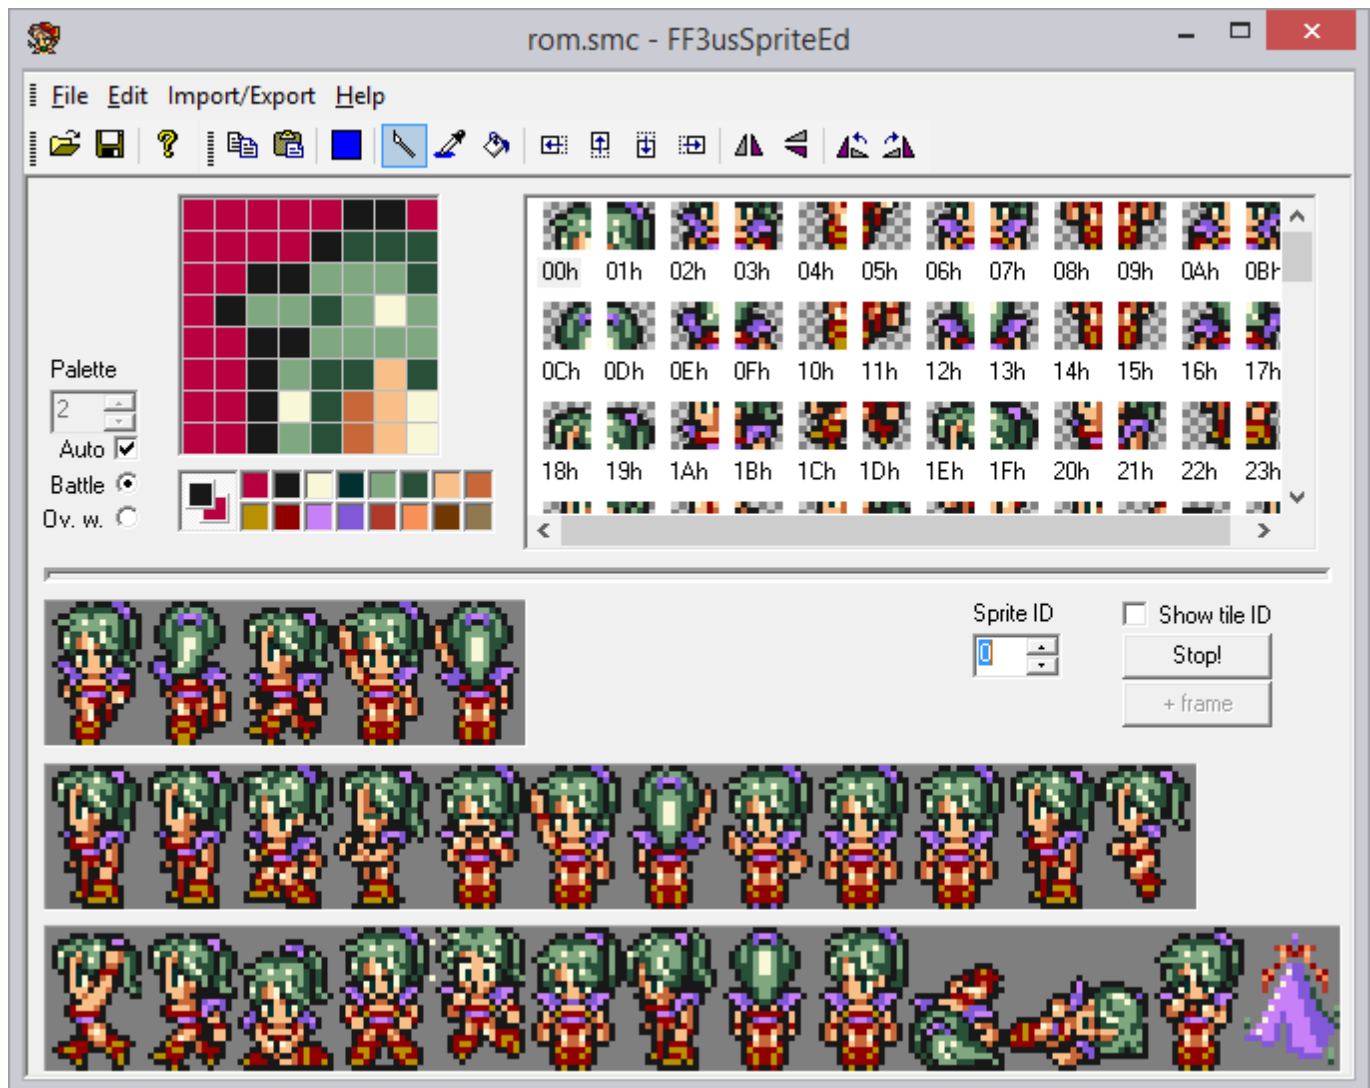 rom.smc - FF3usSpriteEd
File Edit Import/Export Help
00h 01h 02h 03h 04h 05h 06h 07h 08h 09h 0Ah 0Bh
Palette
0Ch 0Dh 0Eh 0Fh 10h 11h 12h 13h 14h 15h 16h 17h
2
Auto
18h 19h 1Ah 1Bh 1Ch 1Dh 1Eh 1Fh 20h 21h 22h 23h
Battle
Ov. w.
Sprite ID
Show tile ID
0
Stop!
+ frame